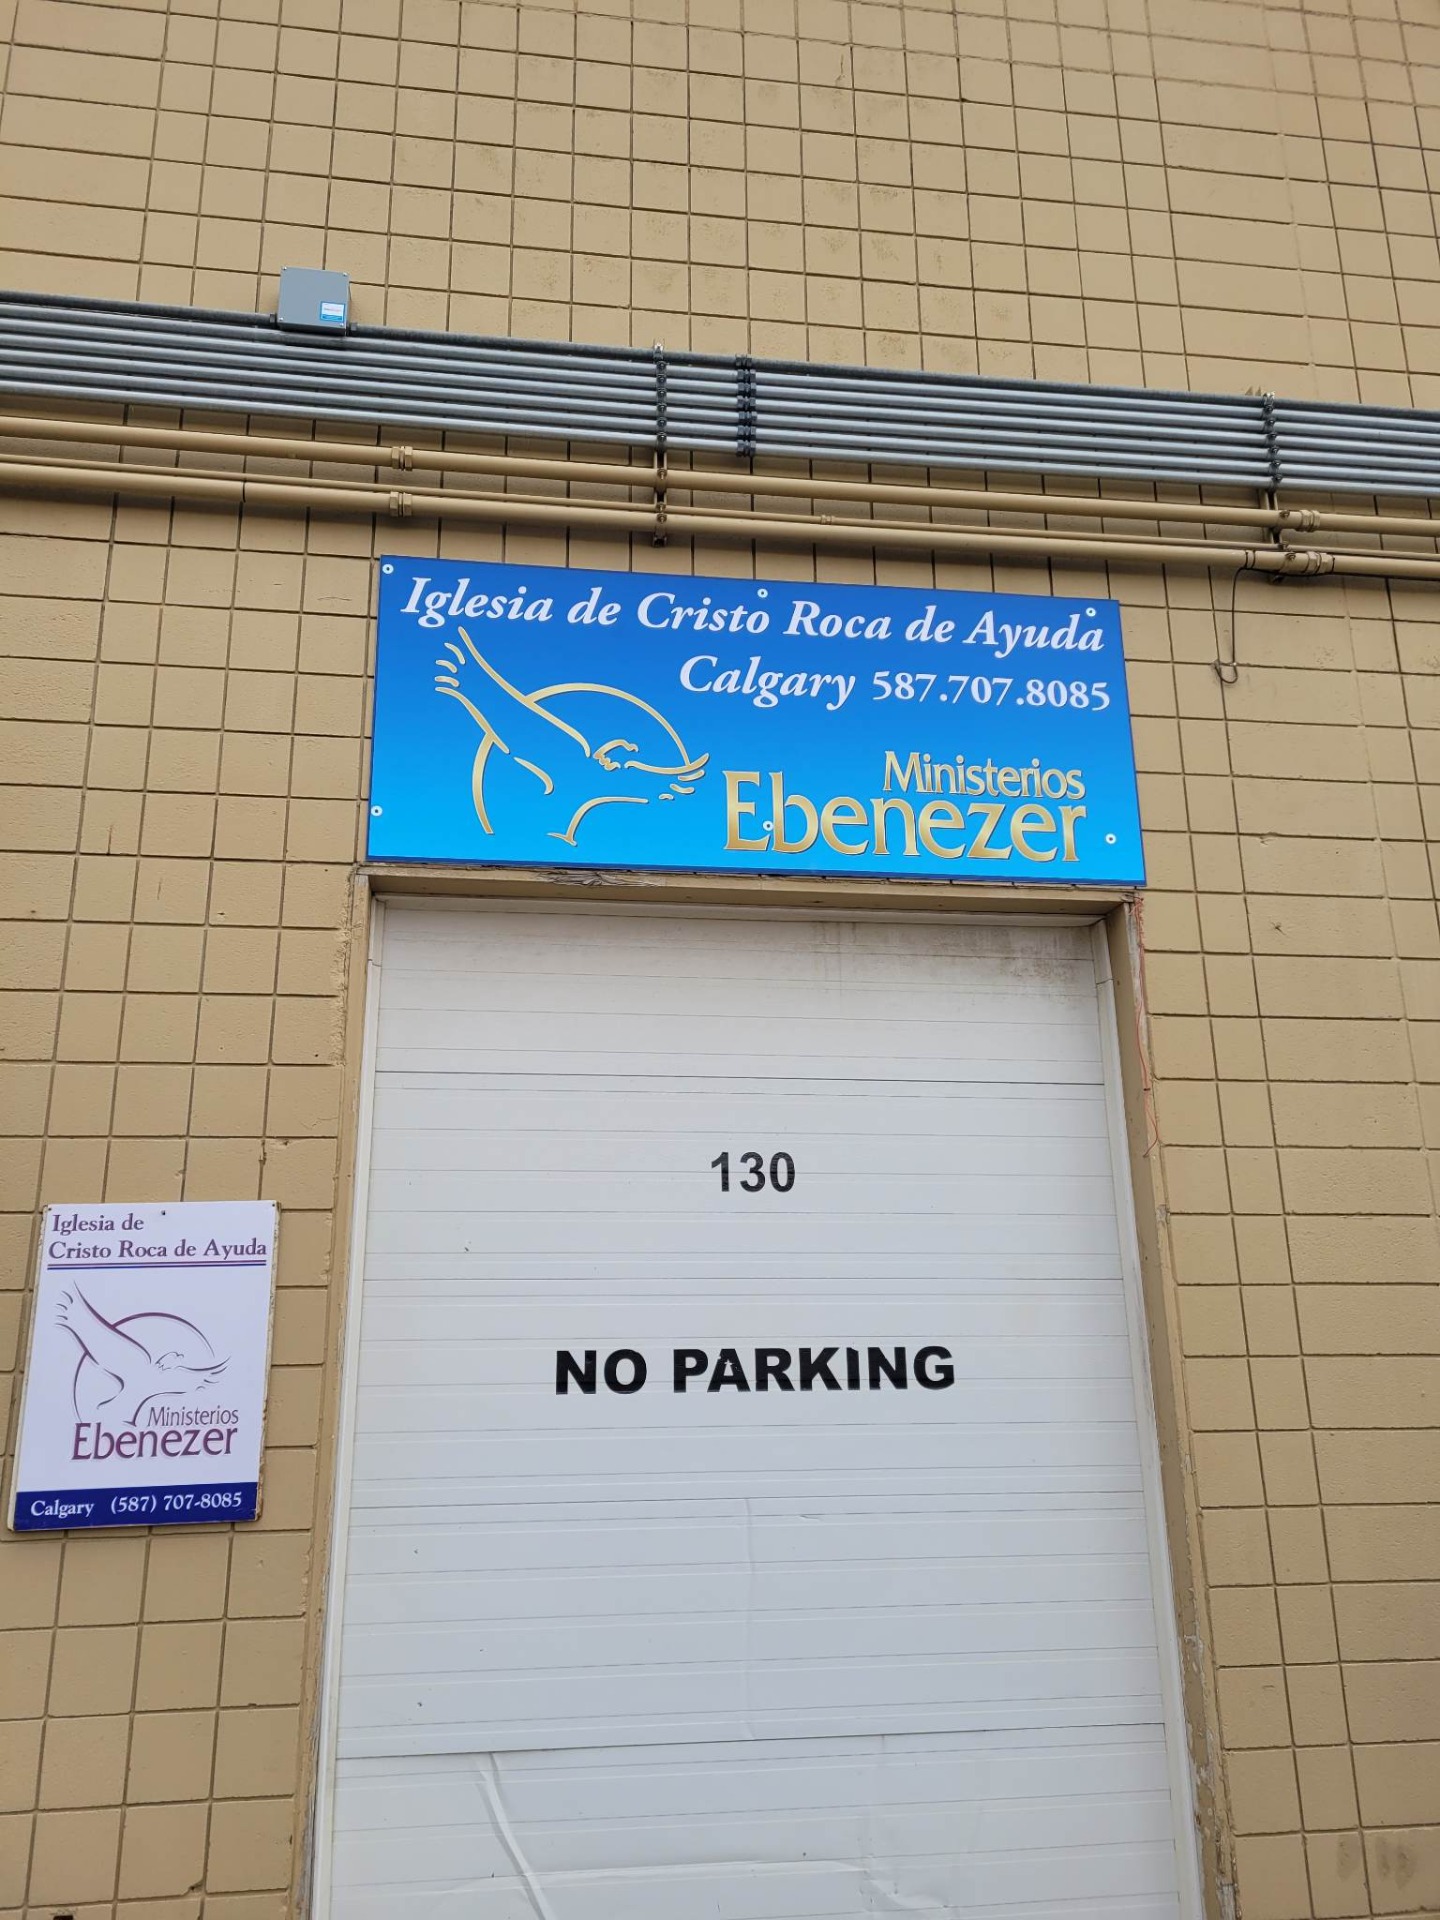 Iglesia de Cristo Roca de Ayuda
Calgary 587.707.8085
Ministerios
Ebenezer
130
NO PARKING
Iglesia de
Cristo Roca de Ayuda
Ministerios
Ebenezer
Calgary (587) 707-8085